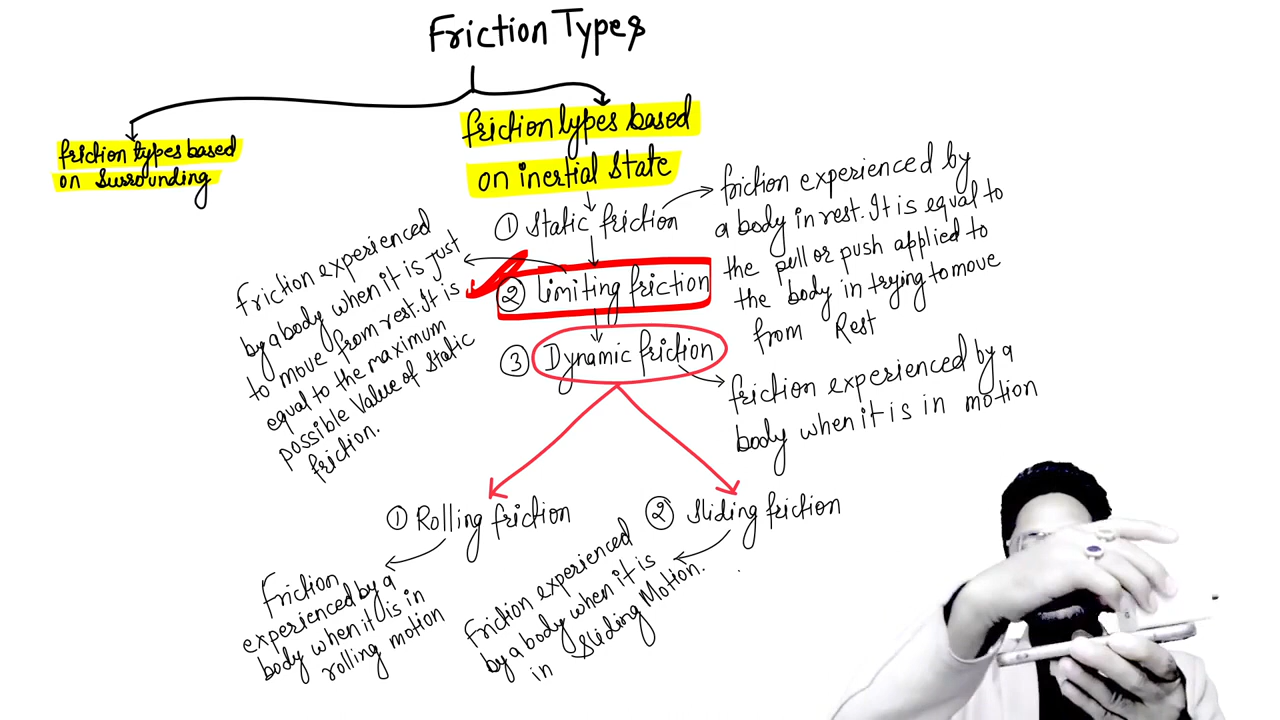 Friction Types
friction types based
on Surrounding
friction types based
on inertial State
① Static friction
friction experienced by
a body in rest. It is equal to
the pull or push applied to
the body in trying to move
from Rest
② Limiting friction
Friction experienced
by a body when it is just
to move from rest. It is
equal to the maximum
possible Value of Static
friction.
③ Dynamic friction
friction experienced by a
body when it is in motion
① Rolling friction
Friction
experienced by a
body when it is in
rolling motion
② Sliding friction
Friction experienced
by a body when it is
in Sliding Motion.